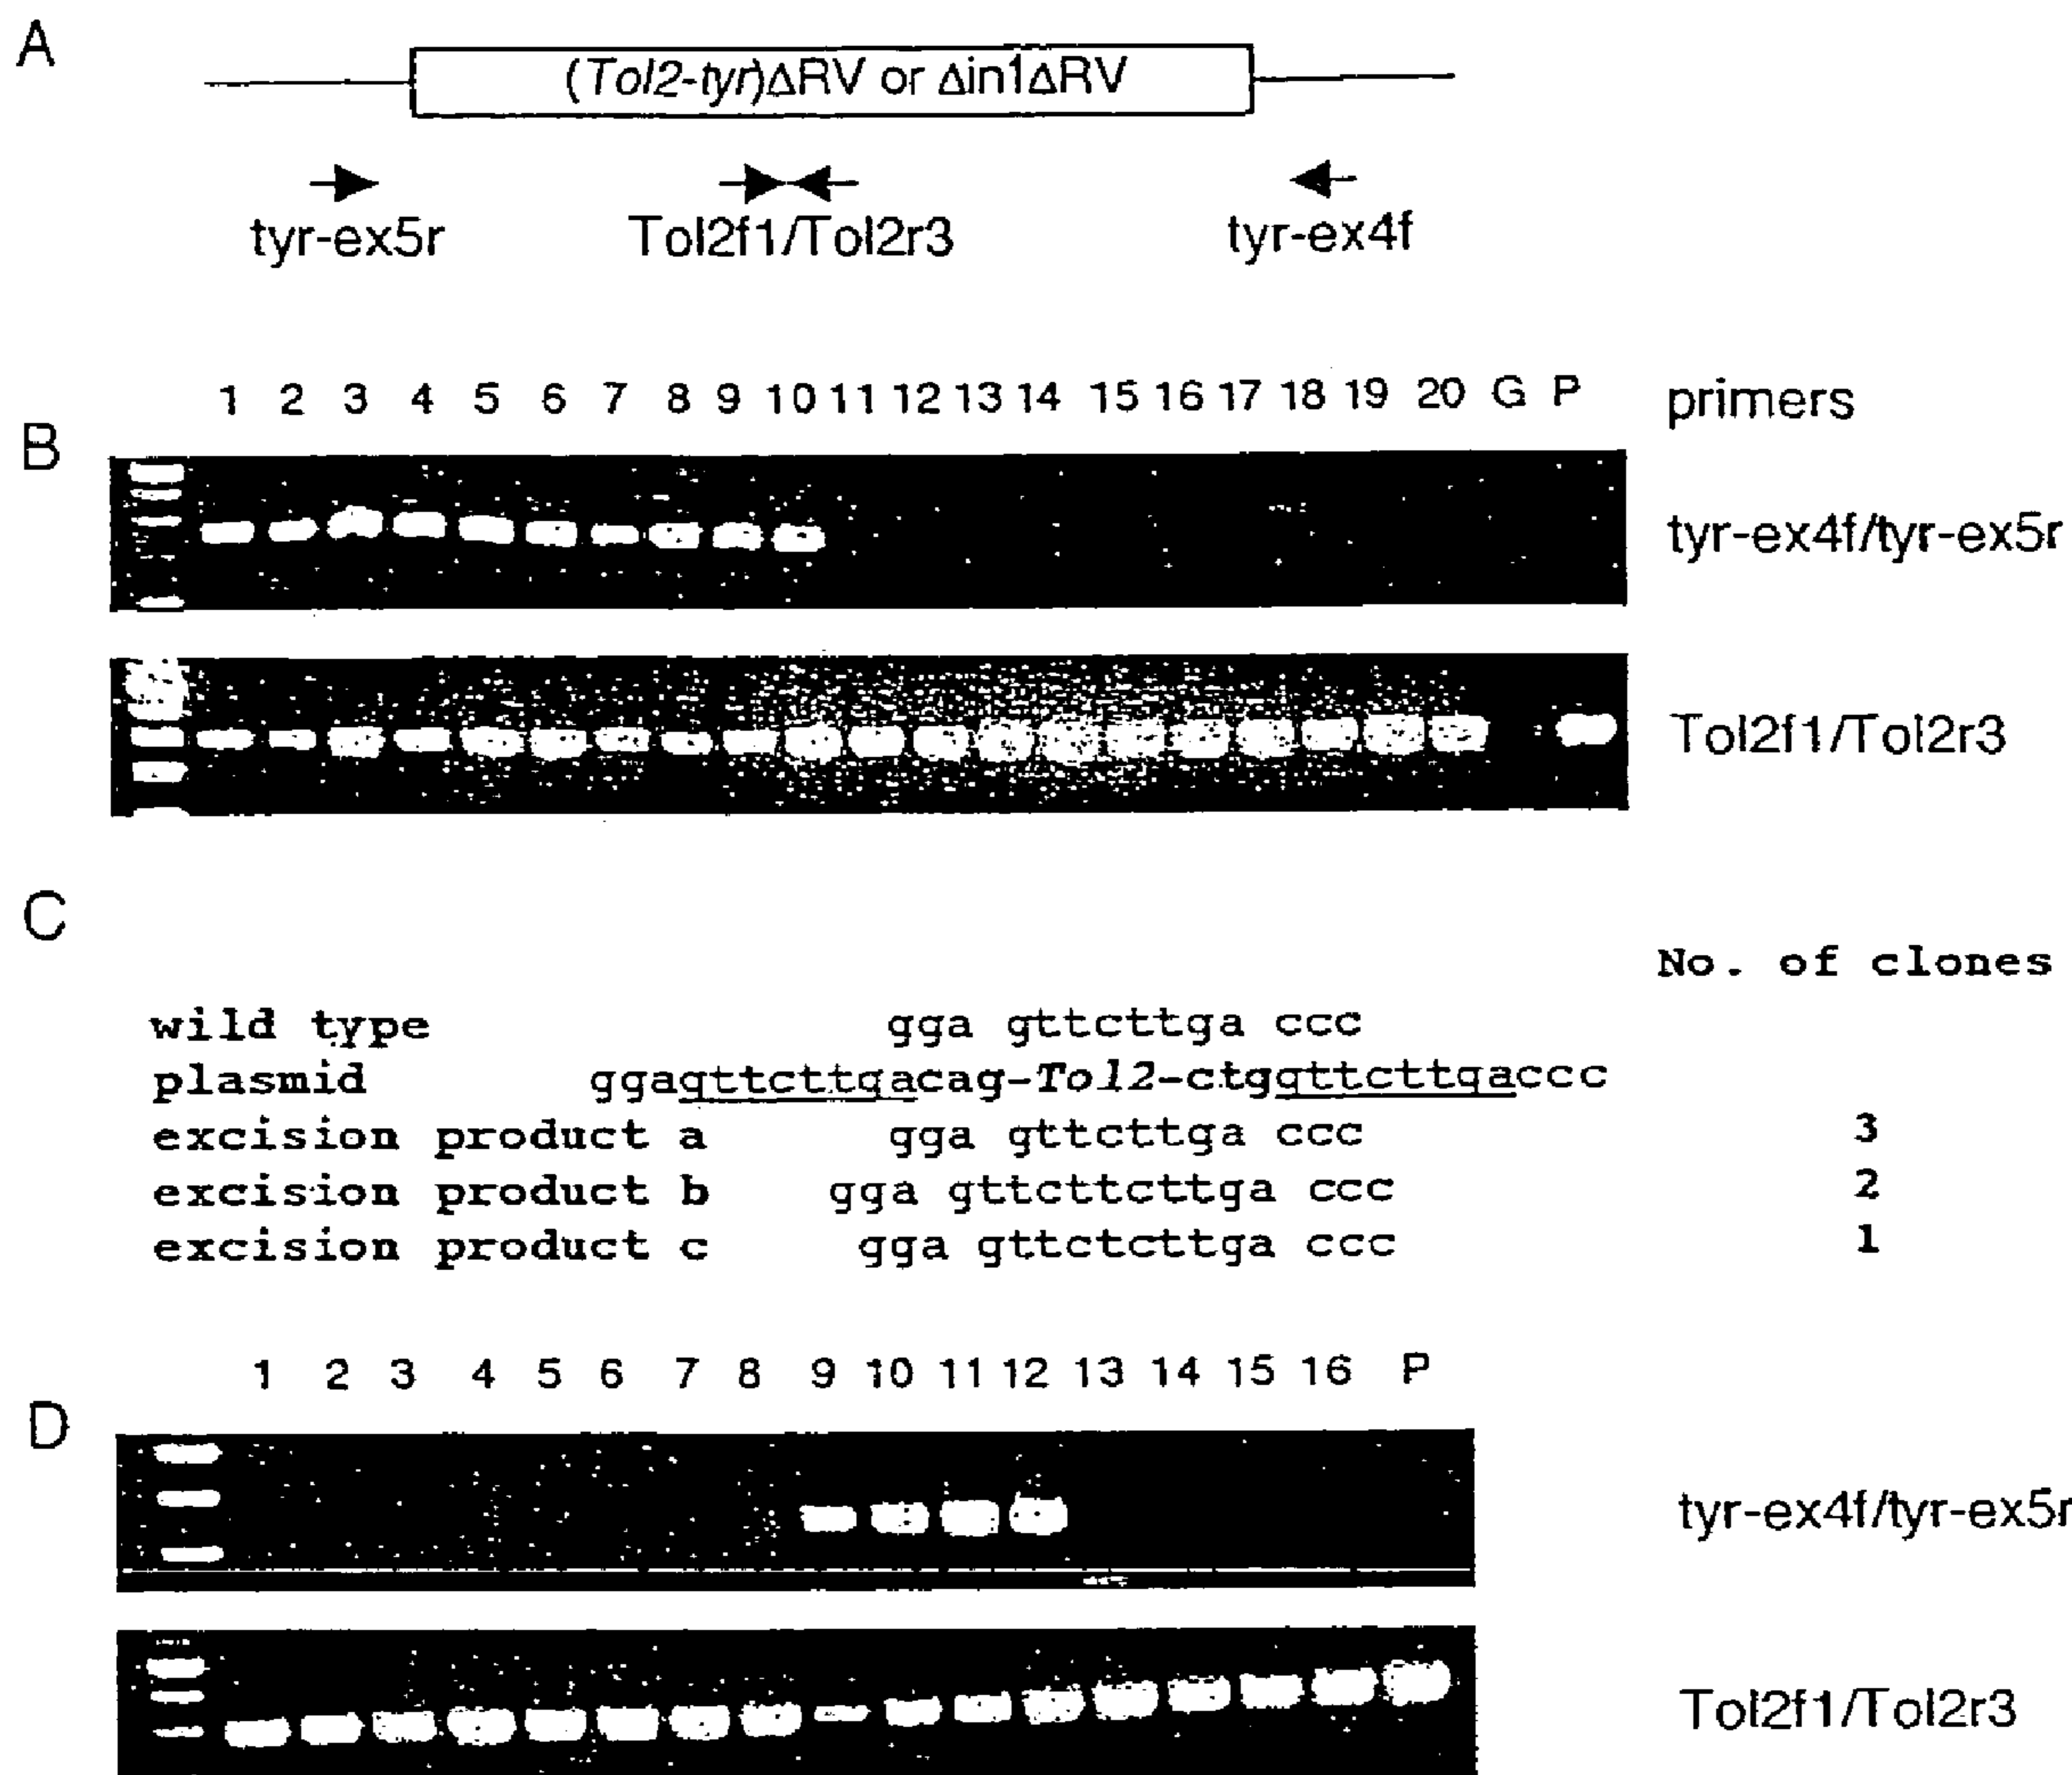 A
(Tol2-tyr)ΔRV or Δin1ΔRV
tyr-ex5r Tol2f1/Tol2r3 tyr-ex4f
1 2 3 4 5 6 7 8 9 10 11 12 13 14 15 16 17 18 19 20 G P primers
B
tyr-ex4f/tyr-ex5r
Tol2f1/Tol2r3
C
No. of clones
wild type gga gttcttga ccc
plasmid ggagttcttgacag-Tol2-ctggttcttgaccc
excision product a gga gttcttga ccc 3
excision product b gga gttcttcttga ccc 2
excision product c gga gttctcttga ccc 1
1 2 3 4 5 6 7 8 9 10 11 12 13 14 15 16 P
D
tyr-ex4f/tyr-ex5r
Tol2f1/Tol2r3